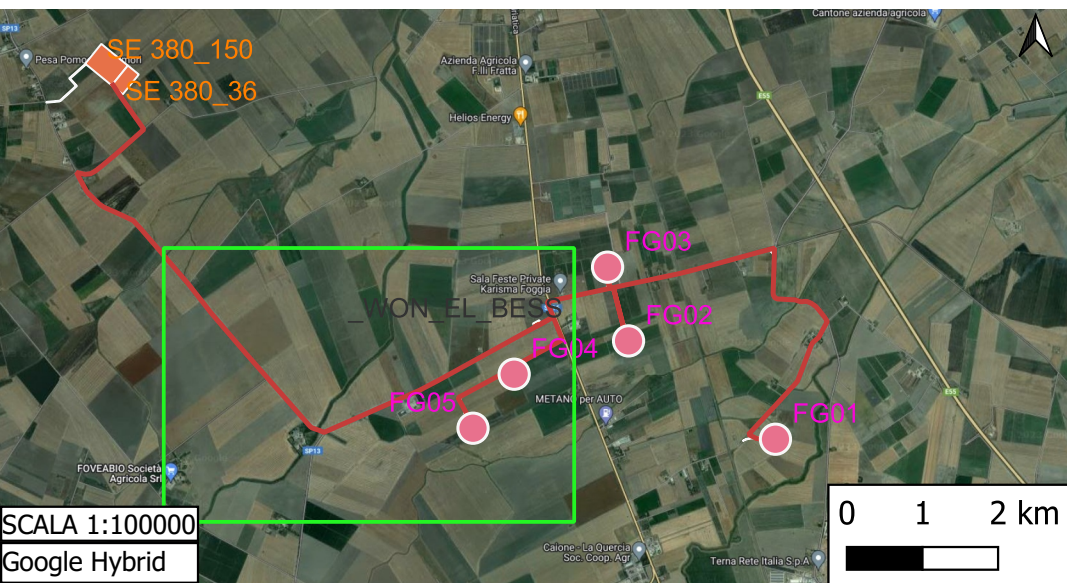 SP13
Cantone azienda agricola
Pesa Pomo
SE 380_150
SE 380_36
Azienda Agricola
F.lli Fratta
Helios Energy
E55
FG03
Sala Feste Private
Karisma Foggia
_WON_EL_BESS
FG02
FG04
METANO per AUTO
E55
FG05
FG01
SP13
FOVEABIO Società
Agricola Srl
SCALA 1:100000
Google Hybrid
Caione - La Quercia
Soc. Coop. Agr
Terna Rete Italia S.p.A
0 1 2 km